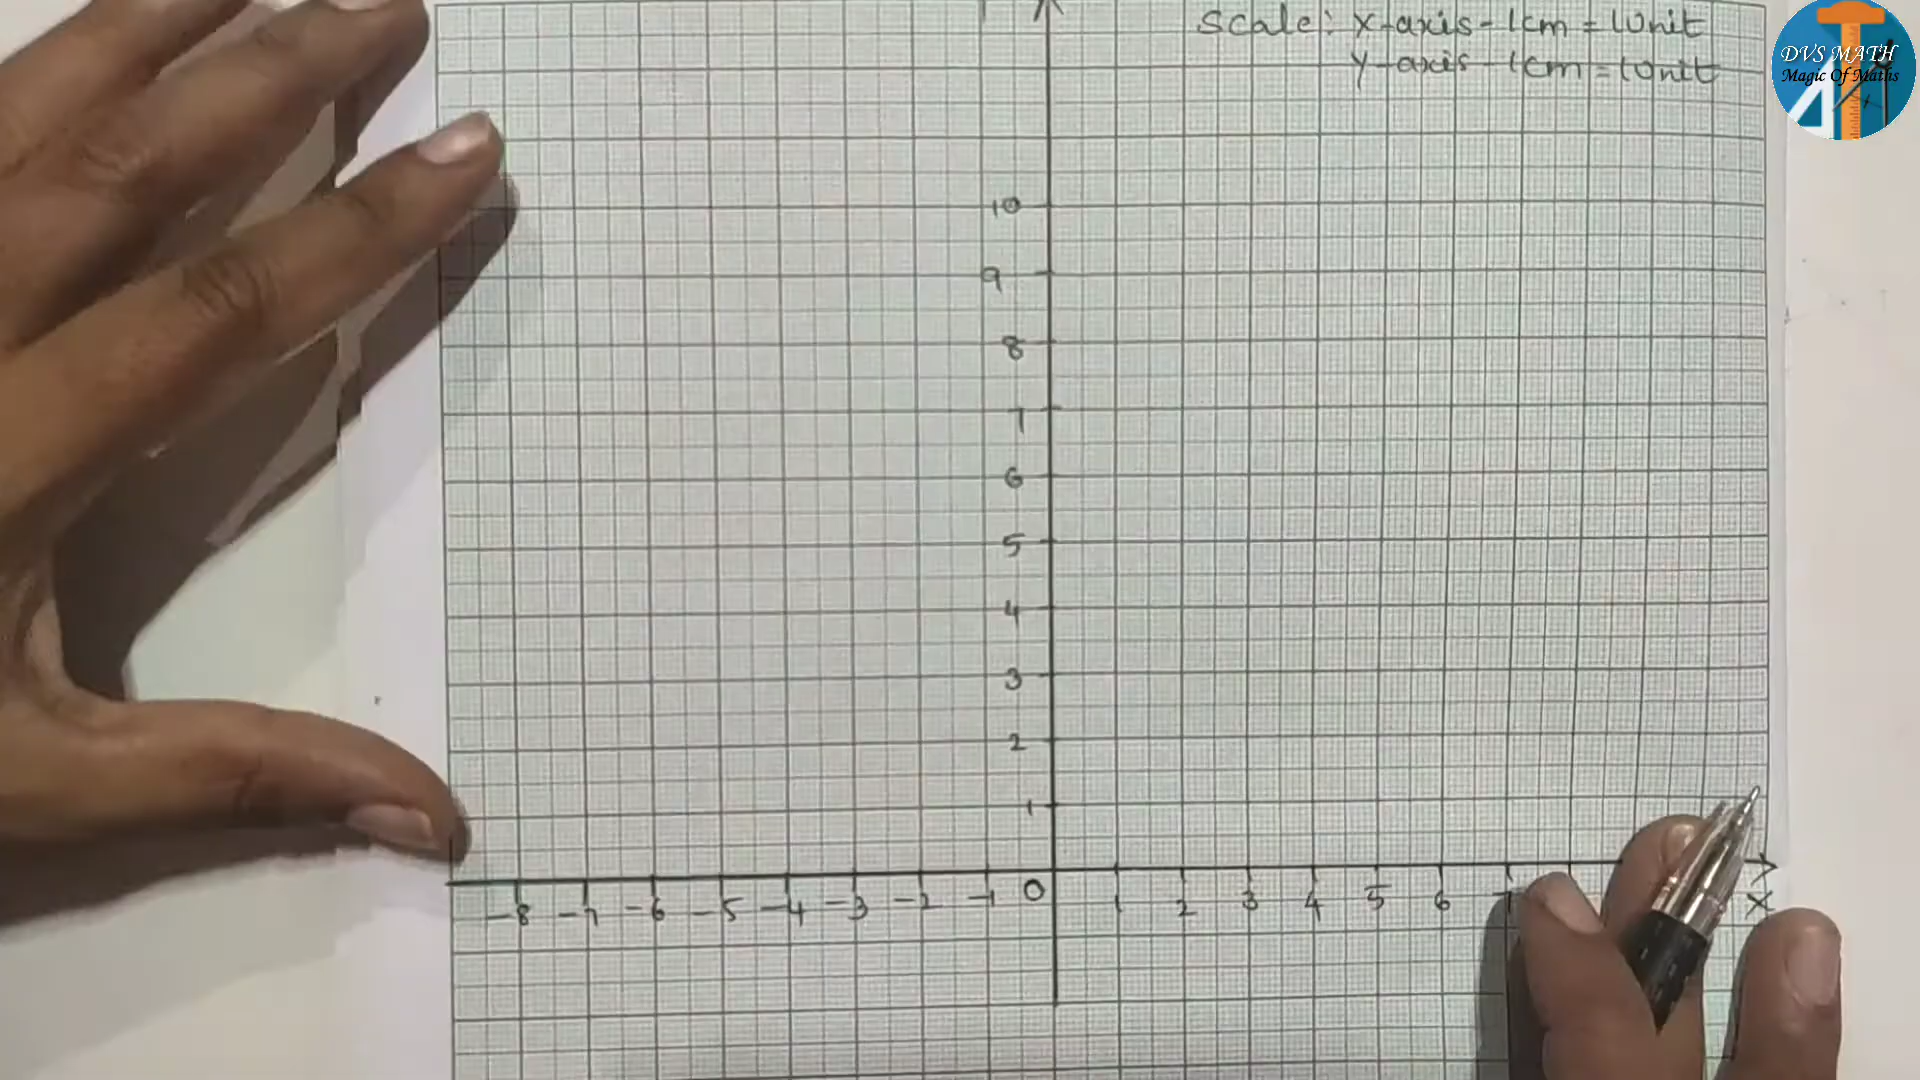 Scale: X-axis - 1cm = 1Unit
Y-axis - 1cm = 1Unit
DVS MATH
Magic Of Maths
10
9
8
7
6
5
4
3
2
1
-8 -7 -6 -5 -4 -3 -2 -1 0 1 2 3 4 5 6 7 X